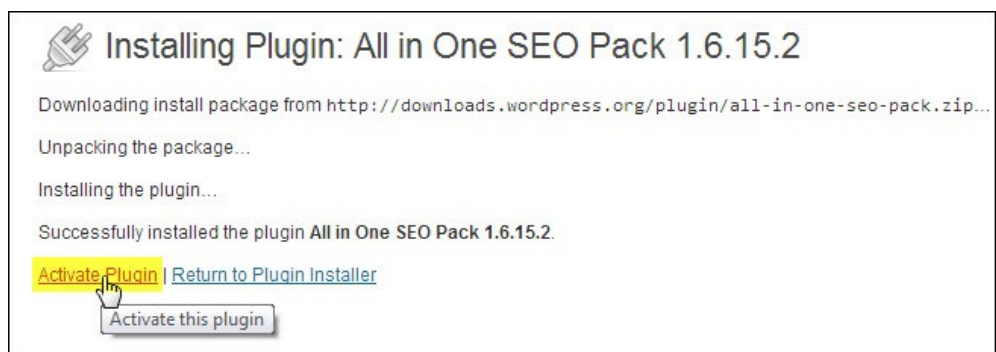 Installing Plugin: All in One SEO Pack 1.6.15.2
Downloading install package from http://downloads.wordpress.org/plugin/all-in-one-seo-pack.zip…
Unpacking the package…
Installing the plugin…
Successfully installed the plugin All in One SEO Pack 1.6.15.2.
Activate Plugin | Return to Plugin Installer
Activate this plugin